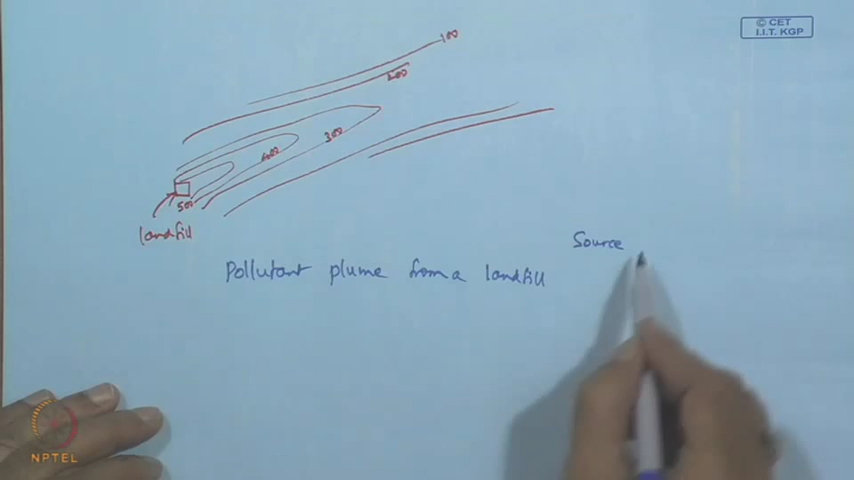 © CET
I.I.T. KGP
100
200
300
400
500
landfill
Source
Pollutant plume from a landfill
NPTEL